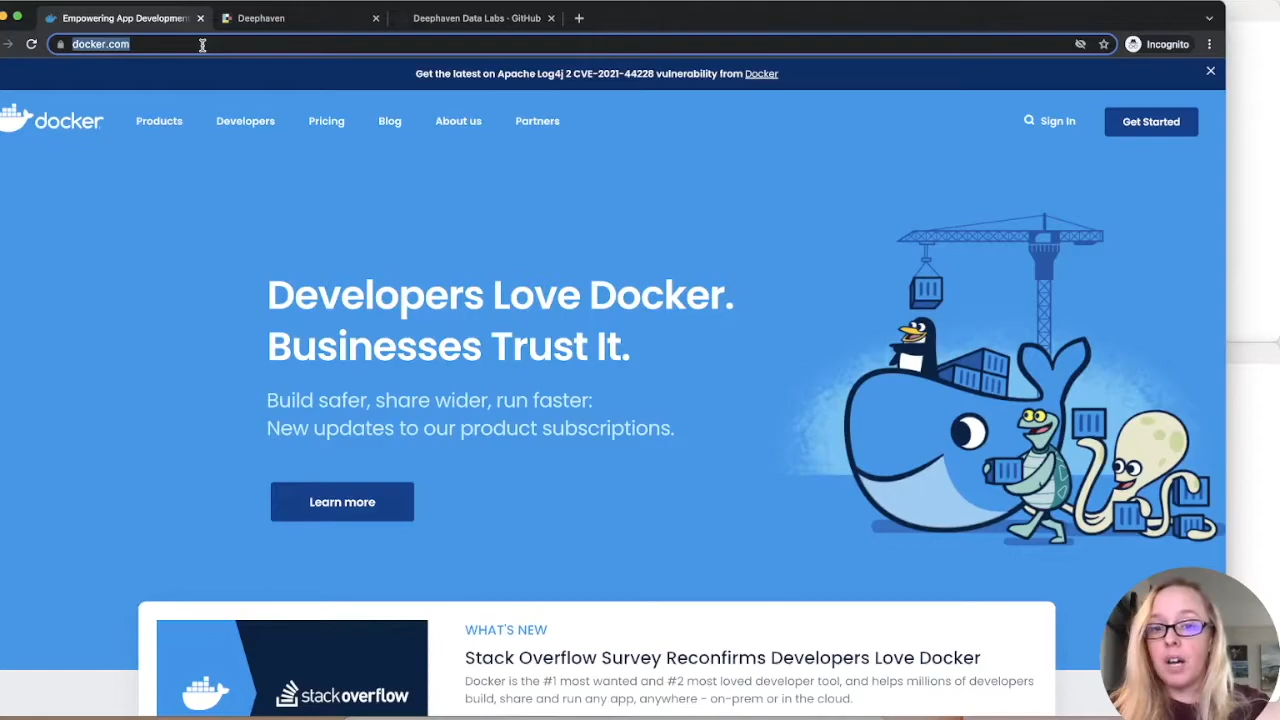 Empowering App Development
Deephaven
Deephaven Data Labs · GitHub
docker.com
Incognito
Get the latest on Apache Log4j 2 CVE-2021-44228 vulnerability from Docker
docker
Products
Developers
Pricing
Blog
About us
Partners
Sign In
Get Started
Developers Love Docker.
Businesses Trust It.
Build safer, share wider, run faster:
New updates to our product subscriptions.
Learn more
WHAT'S NEW
Stack Overflow Survey Reconfirms Developers Love Docker
Docker is the #1 most wanted and #2 most loved developer tool, and helps millions of developers
build, share and run any app, anywhere - on-prem or in the cloud.
stackoverflow